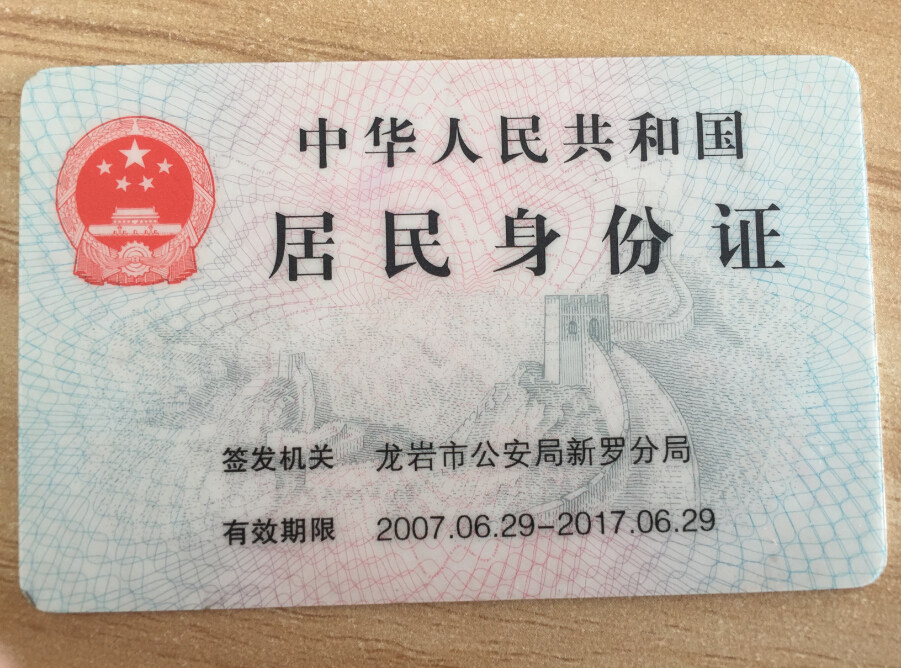 中华人民共和国
居民身份证
签发机关 龙岩市公安局新罗分局
有效期限 2007.06.29-2017.06.29